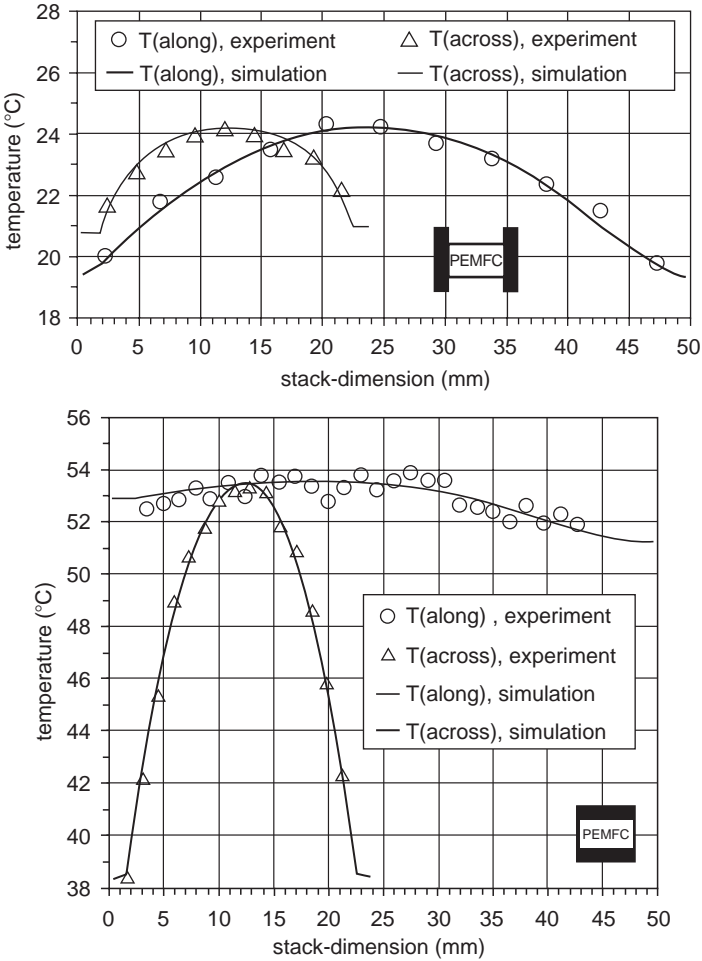 28
26
24
22
20
18
temperature (°C)
T(along), experiment
T(across), experiment
T(along), simulation
T(across), simulation
PEMFC
0 5 10 15 20 25 30 35 40 45 50
stack-dimension (mm)
56
54
52
50
48
46
44
42
40
38
temperature (°C)
T(along) , experiment
T(across), experiment
T(along), simulation
T(across), simulation
PEMFC
0 5 10 15 20 25 30 35 40 45 50
stack-dimension (mm)